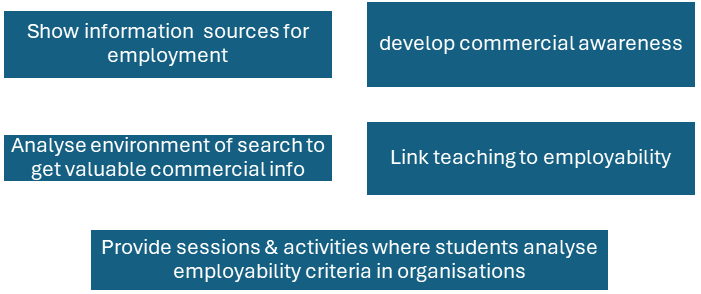 Show information sources for
employment
develop commercial awareness
Analyse environment of search to
get valuable commercial info
Link teaching to employability
Provide sessions & activities where students analyse
employability criteria in organisations